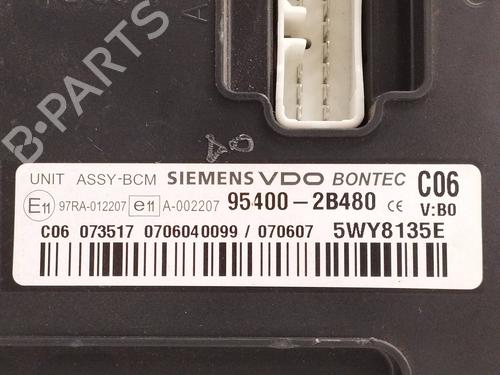 A
B-PARTS
UNIT ASSY-BCM SIEMENS VDO BONTEC C06
E11 97RA-012207 e11 A-002207 95400-2B480 CE V:B0
C06 073517 0706040099 / 070607 5WY8135E